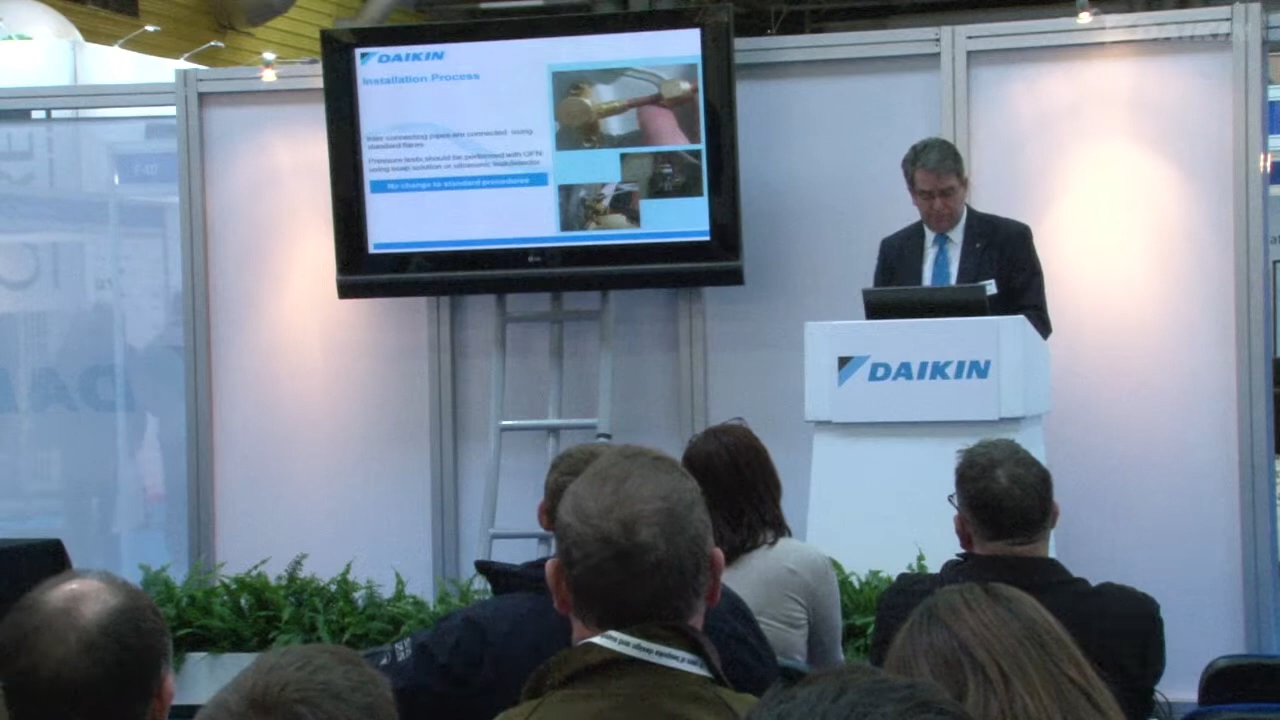 DAIKIN
DAIKIN
Installation Process
Inter connecting pipes are connected using
standard flares
Pressure tests should be performed with OFN
using soap solution or ultrasonic leak detector
No change to standard procedures
DAIKIN